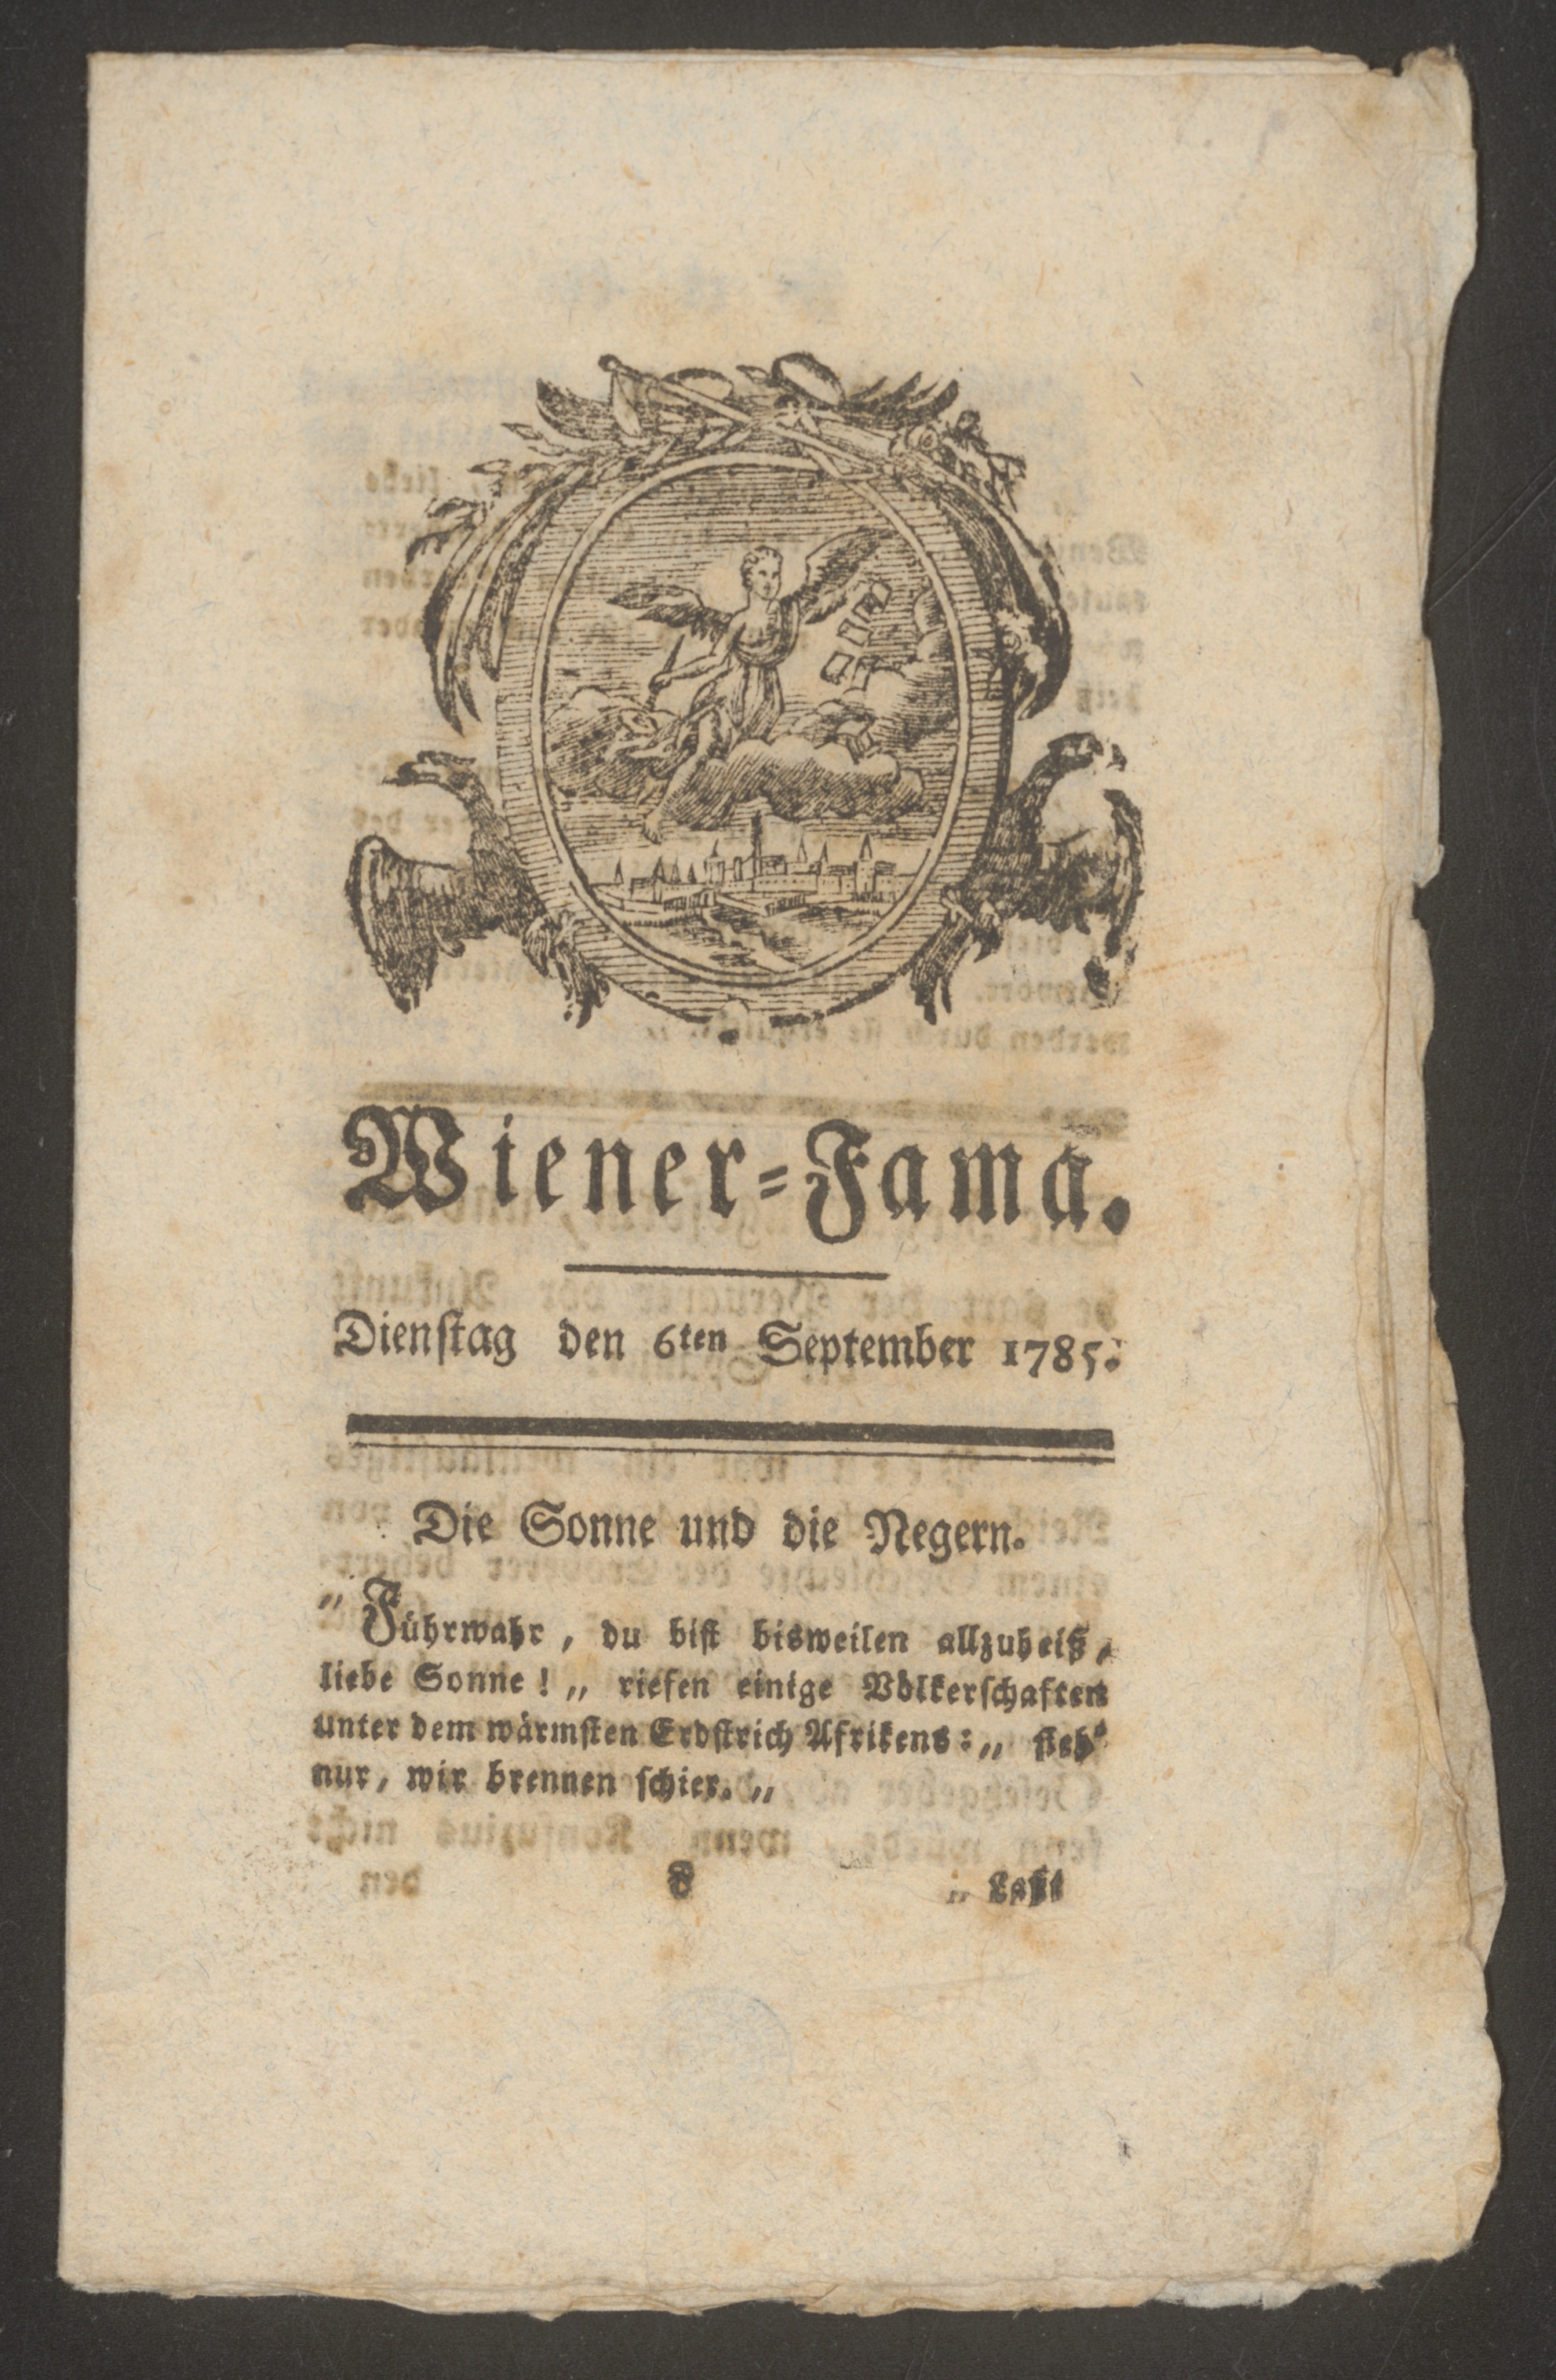 Wiener-Fama.
Dienſtag den 6ten September 1785.
Die Sonne und die Negern.
„ Führwahr, du biſt bisweilen allzuheiß,
liebe Sonne! „ riefen einige Völkerſchaften
unter dem wärmſten Erdſtrich Afrikens: „ ſieh'
nur, wir brennen ſchier. „
F „ Laßt